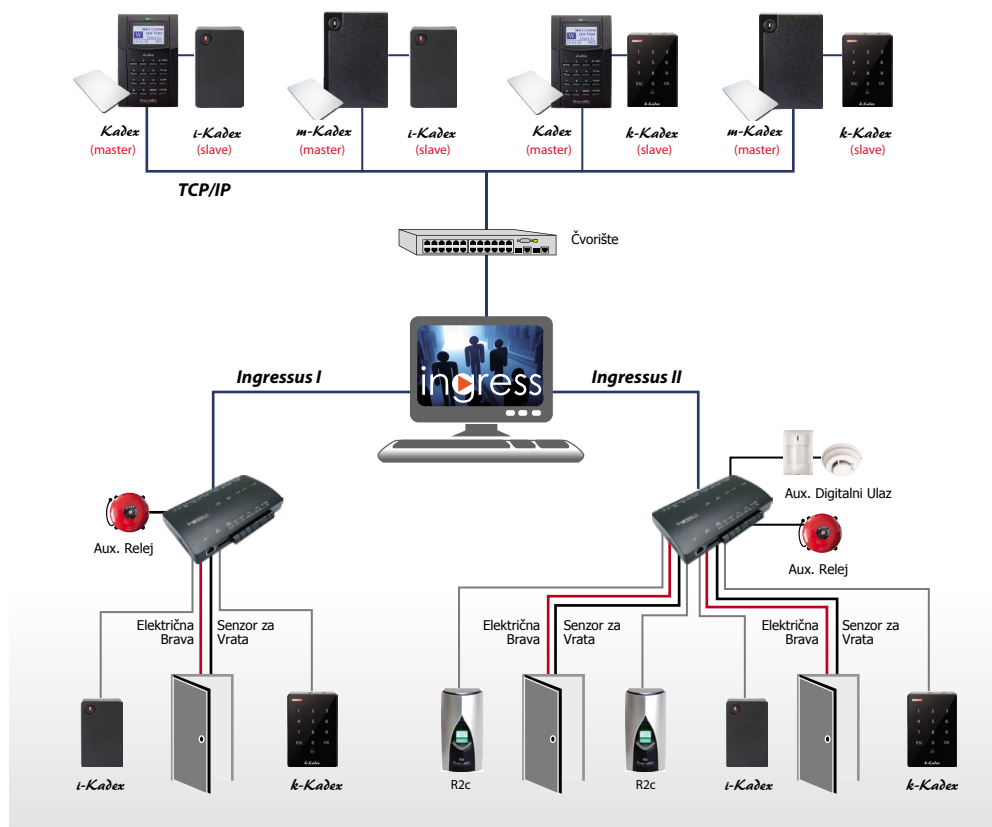 Kadex
(master)
i-Kadex
(slave)
m-Kadex
(master)
i-Kadex
(slave)
Kadex
(master)
k-Kadex
(slave)
m-Kadex
(master)
k-Kadex
(slave)
TCP/IP
Čvorište
ingress
Ingressus I
Ingressus II
Aux. Digitalni Ulaz
Aux. Relej
Aux. Relej
Električna
Brava
Senzor za
Vrata
Električna
Brava
Senzor za
Vrata
Električna
Brava
Senzor za
Vrata
i-Kadex
k-Kadex
R2c
R2c
i-Kadex
k-Kadex